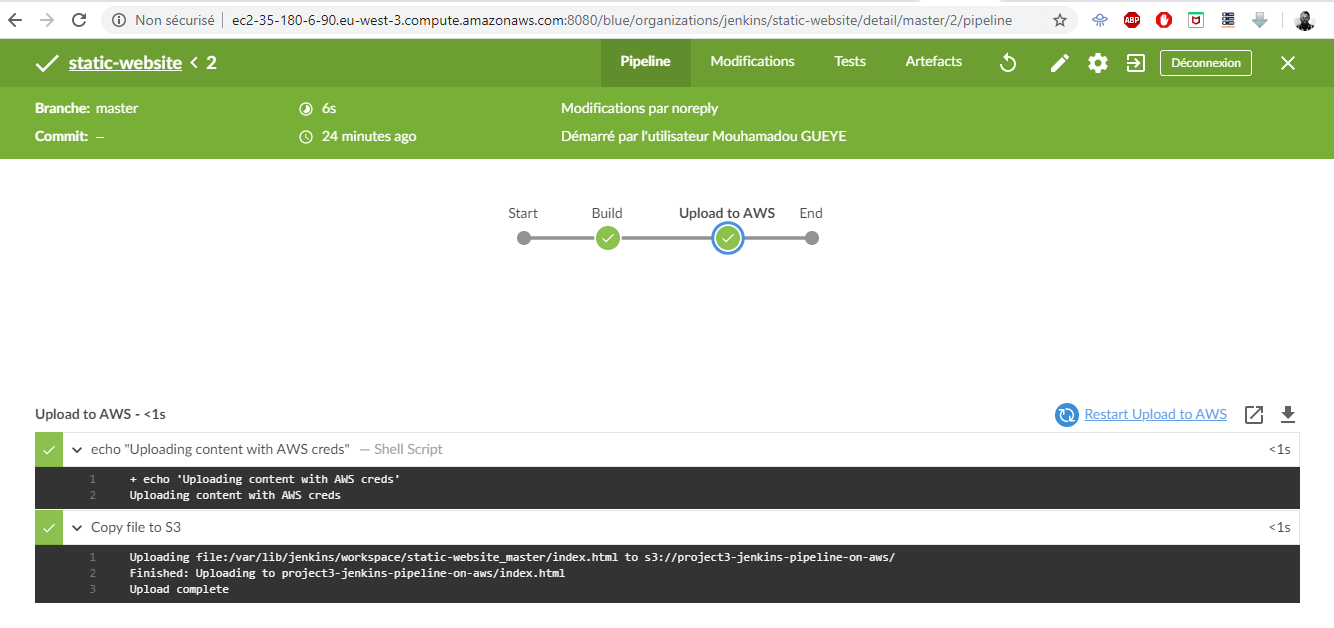 Non sécurisé | ec2-35-180-6-90.eu-west-3.compute.amazonaws.com:8080/blue/organizations/jenkins/static-website/detail/master/2/pipeline
ABP
static-website < 2 Pipeline Modifications Tests Artefacts Déconnexion
Branche: master 6s Modifications par noreply
Commit: – 24 minutes ago Démarré par l'utilisateur Mouhamadou GUEYE
Start Build Upload to AWS End
Upload to AWS - <1s Restart Upload to AWS
echo "Uploading content with AWS creds" — Shell Script <1s
1 + echo 'Uploading content with AWS creds'
2 Uploading content with AWS creds
Copy file to S3 <1s
1 Uploading file:/var/lib/jenkins/workspace/static-website_master/index.html to s3://project3-jenkins-pipeline-on-aws/
2 Finished: Uploading to project3-jenkins-pipeline-on-aws/index.html
3 Upload complete